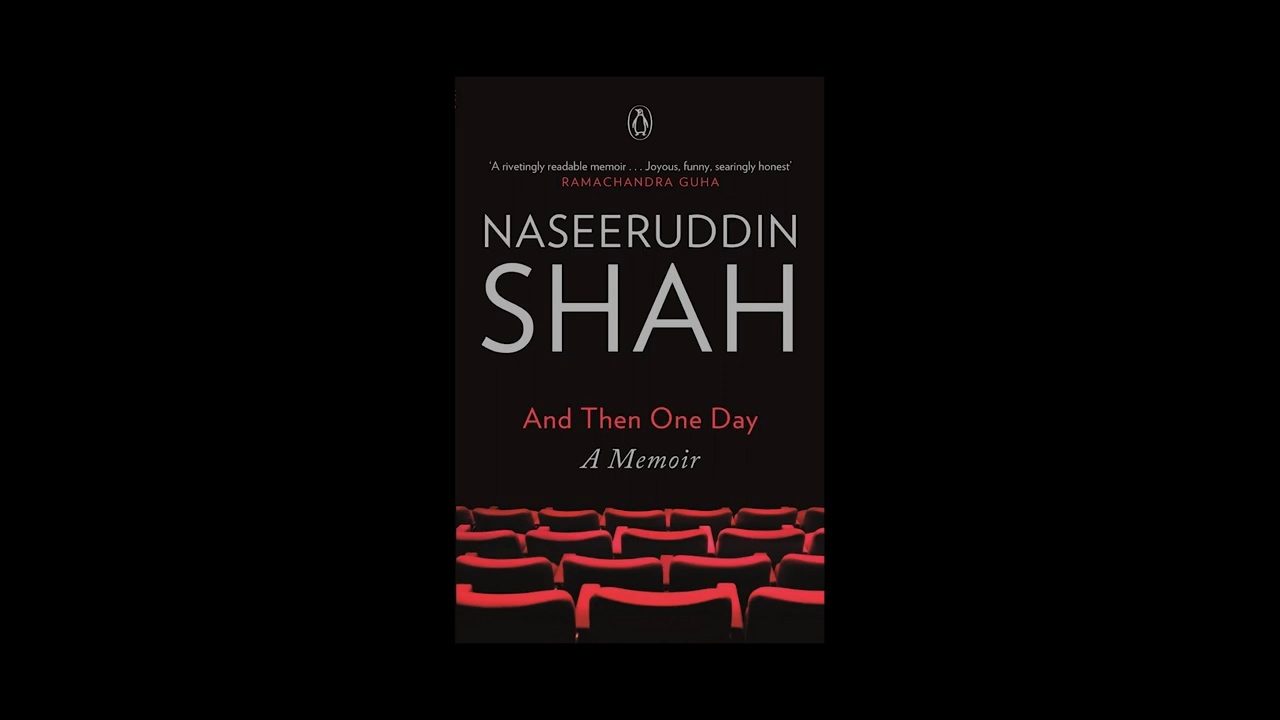 ‘A rivetingly readable memoir . . . Joyous, funny, searingly honest’
RAMACHANDRA GUHA
NASEERUDDIN
SHAH
And Then One Day
A Memoir